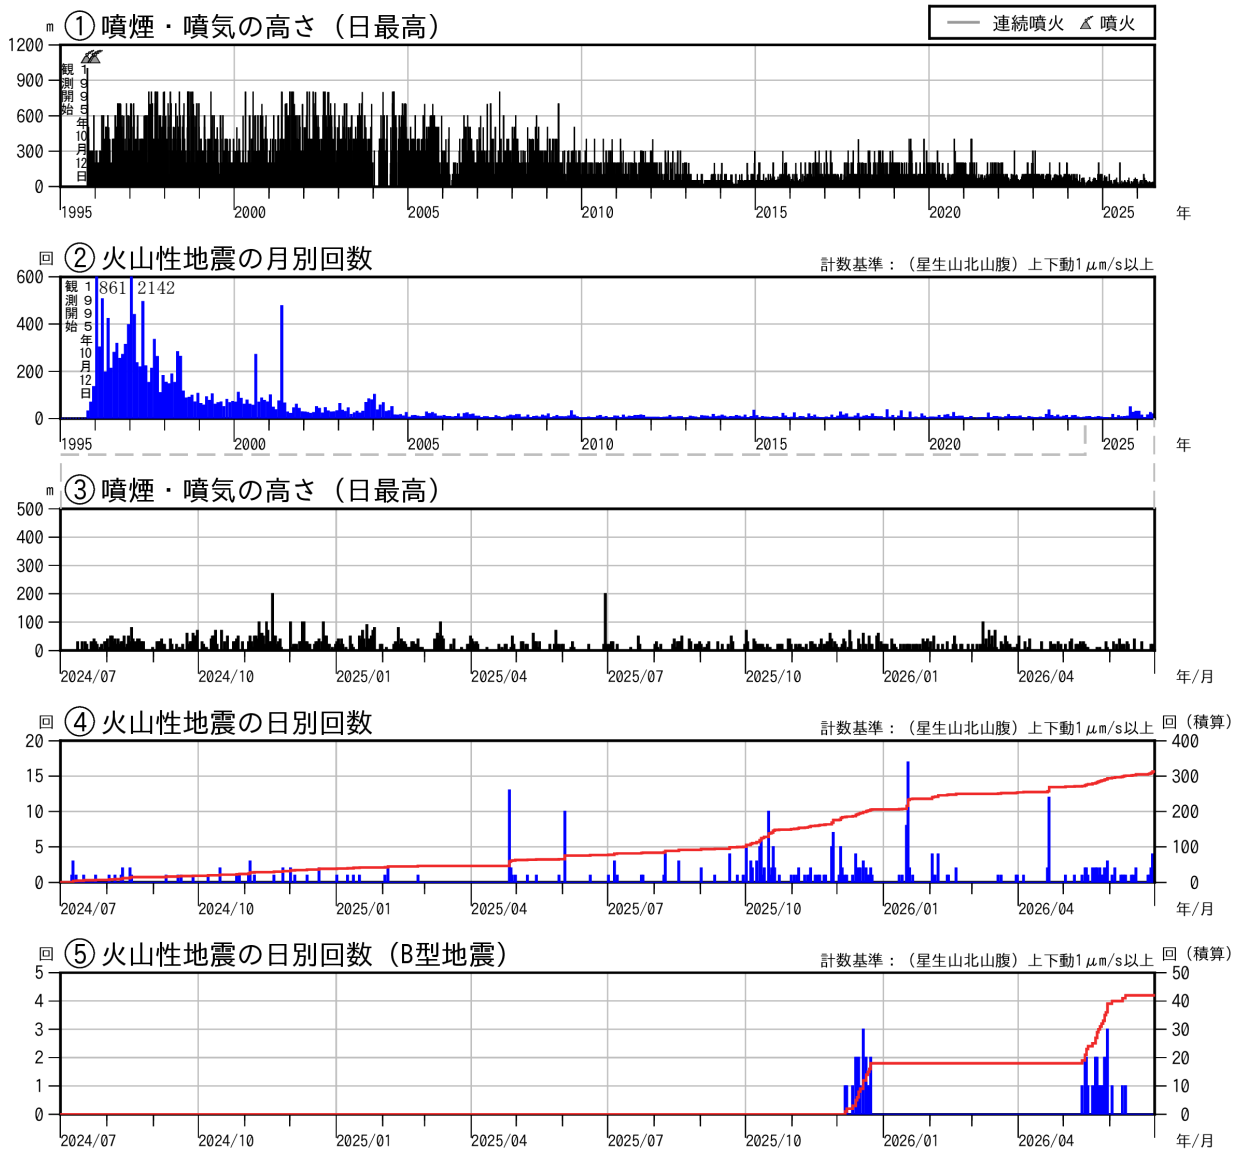 連続噴火 噴火
m ①噴煙・噴気の高さ（日最高）
1200
900
600
300
0
観測開始
1995年10月12日
1995 2000 2005 2010 2015 2020 2025 年
回 ②火山性地震の月別回数
計数基準：（星生山北山腹）上下動1μm/s以上
600
400
200
0
観測開始
1995年10月12日
861 2142
1995 2000 2005 2010 2015 2020 2025 年
m ③噴煙・噴気の高さ（日最高）
500
400
300
200
100
0
2024/07 2024/10 2025/01 2025/04 2025/07 2025/10 2026/01 2026/04 年/月
回 ④火山性地震の日別回数
計数基準：（星生山北山腹）上下動1μm/s以上 回（積算）
20 400
15 300
10 200
5 100
0 0
2024/07 2024/10 2025/01 2025/04 2025/07 2025/10 2026/01 2026/04 年/月
回 ⑤火山性地震の日別回数（B型地震）
計数基準：（星生山北山腹）上下動1μm/s以上 回（積算）
5 50
4 40
3 30
2 20
1 10
0 0
2024/07 2024/10 2025/01 2025/04 2025/07 2025/10 2026/01 2026/04 年/月